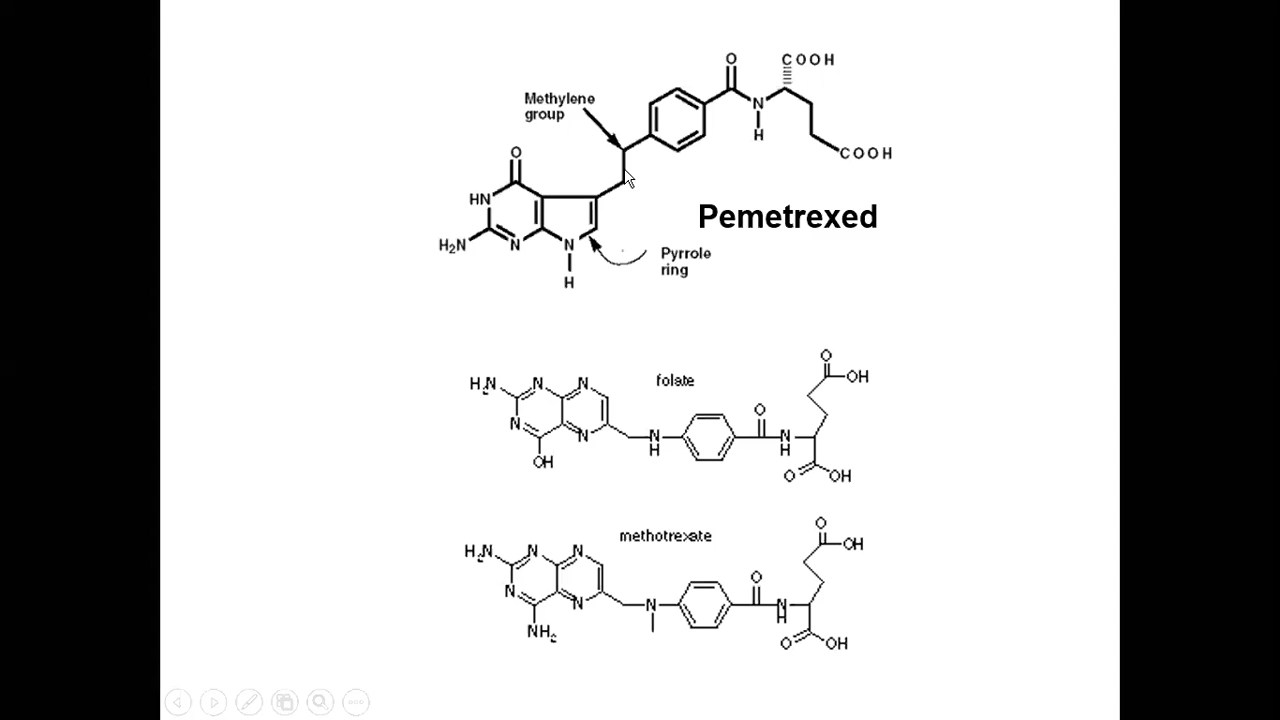 O
COOH
Methylene
group
N
H
COOH
O
HN
H₂N
N
N
H
Pemetrexed
Pyrrole
ring
O
OH
H₂N
N
N
folate
O
N
N
N
H
N
H
OH
O
OH
O
OH
H₂N
N
N
methotrexate
O
N
N
N
N
H
NH₂
O
OH